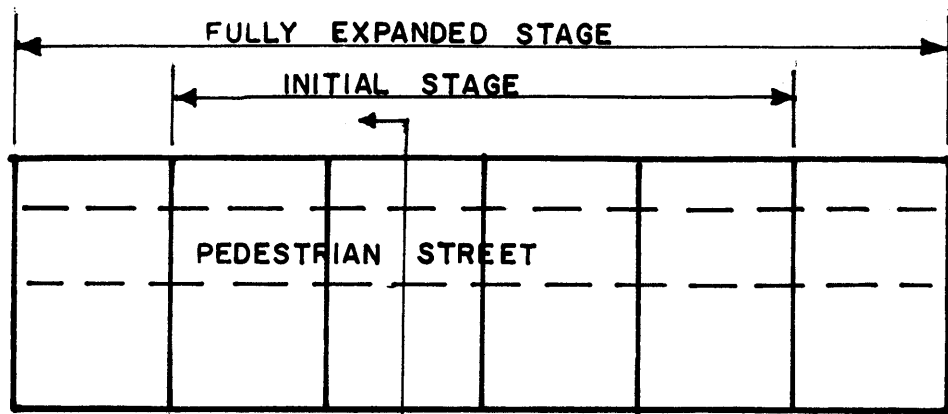 FULLY EXPANDED STAGE
INITIAL STAGE
PEDESTRIAN STREET